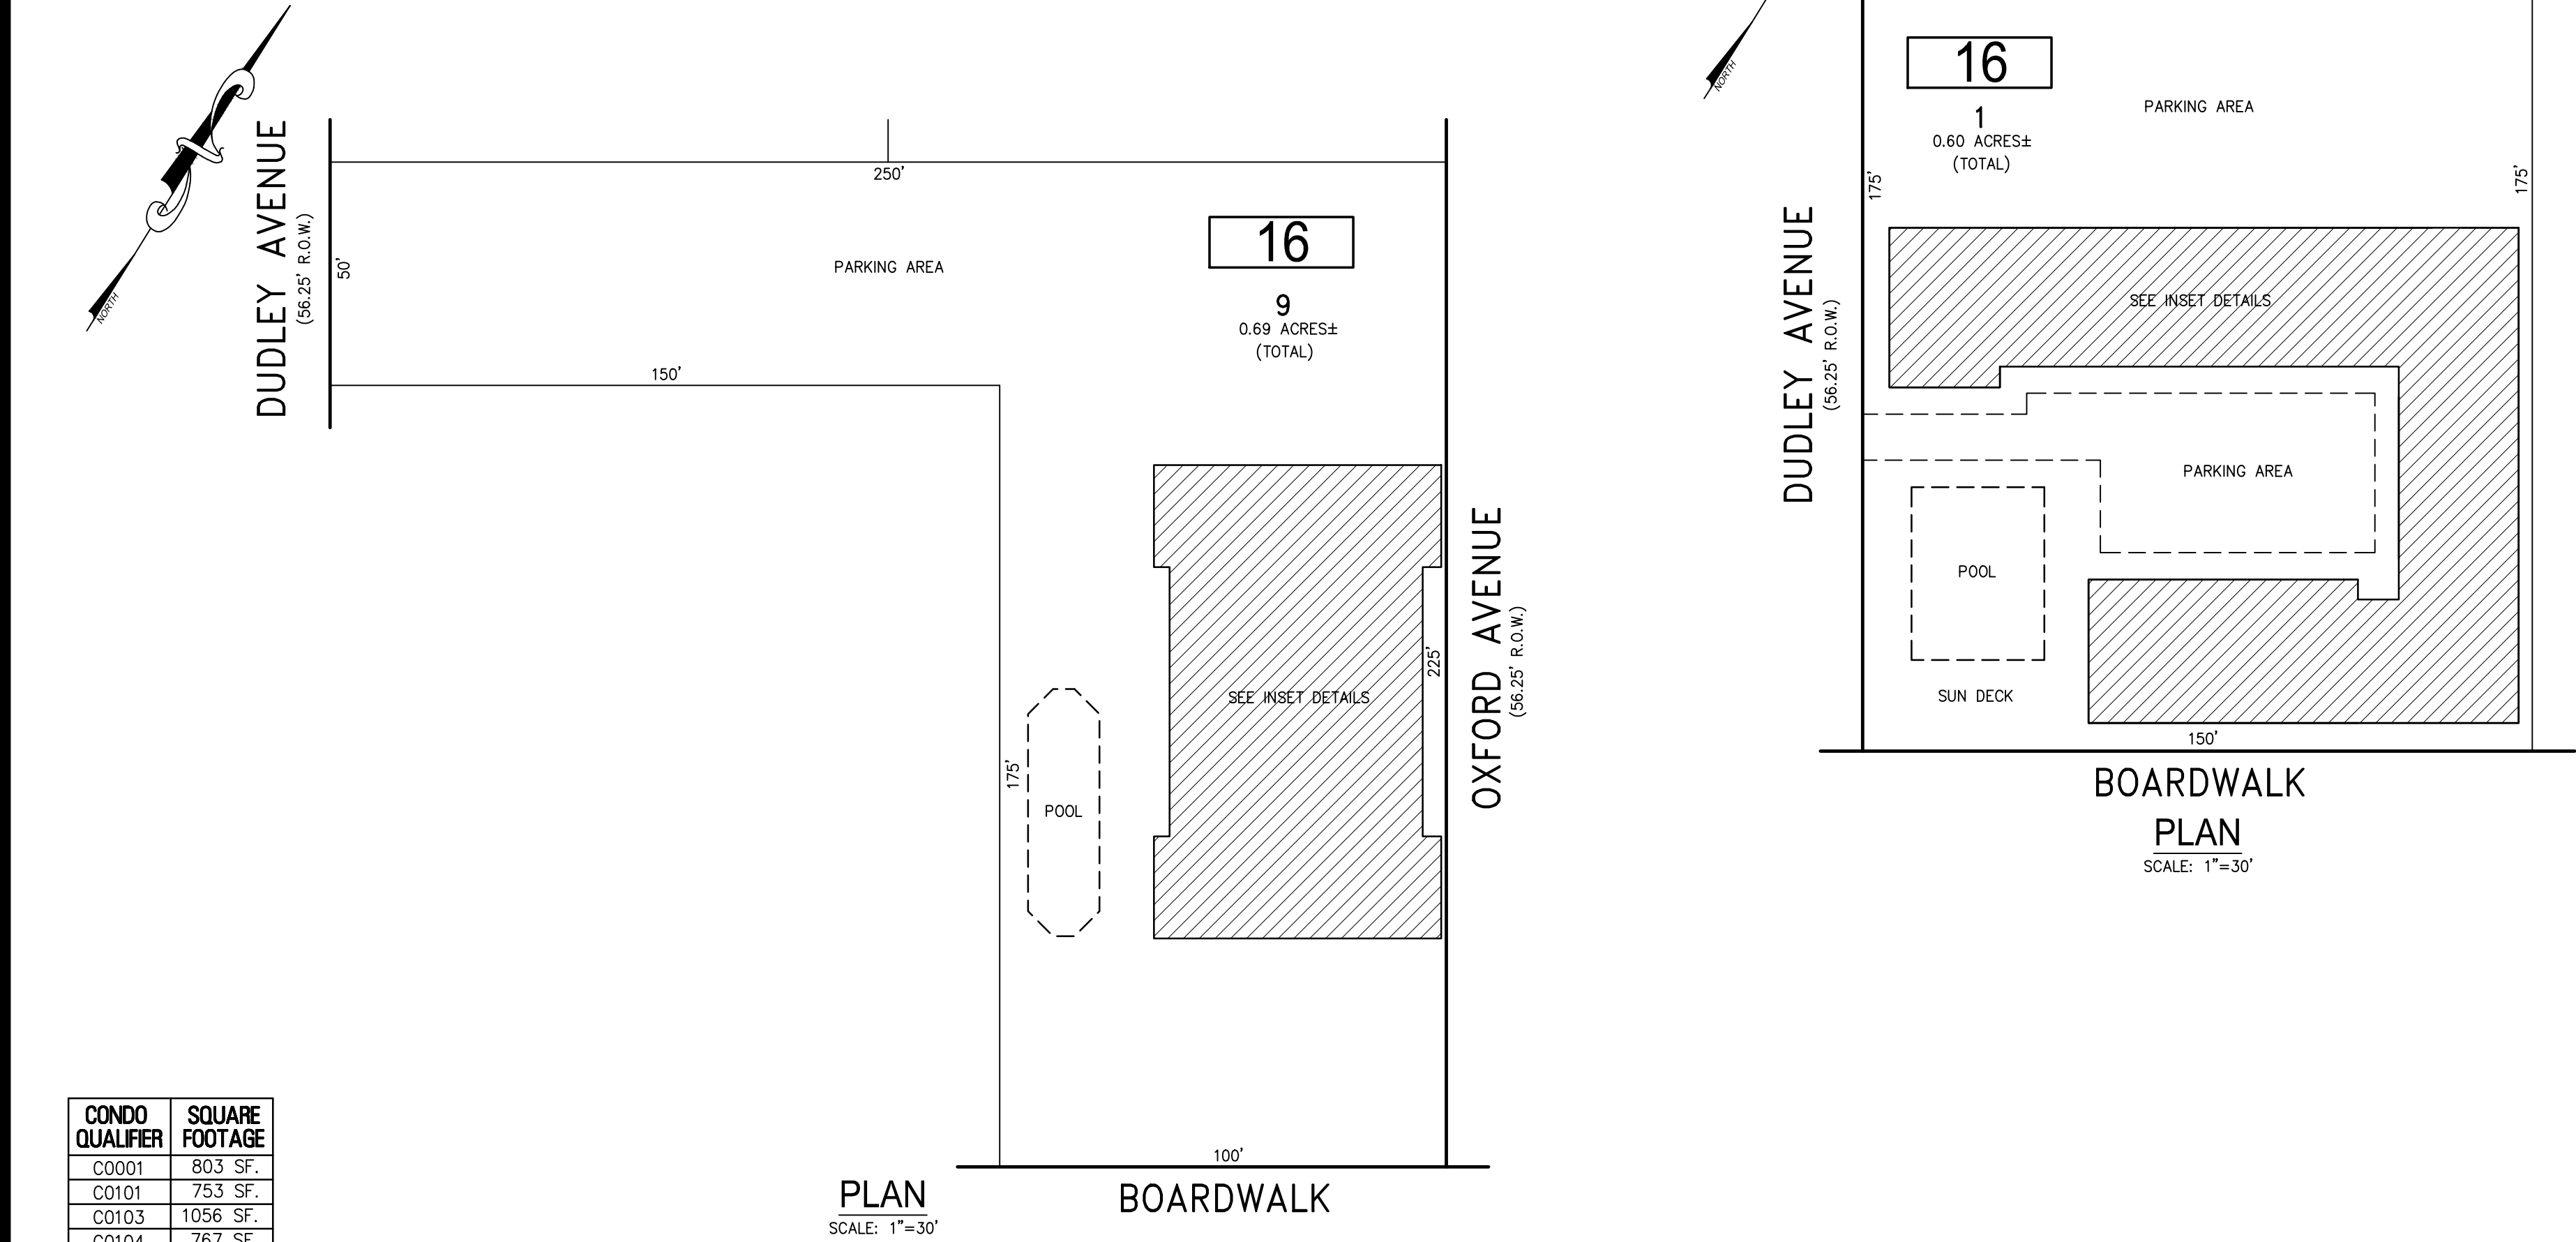 NORTH
DUDLEY AVENUE
(56.25' R.O.W.)
50'
250'
PARKING AREA
16
9
0.69 ACRES±
(TOTAL)
150'
SEE INSET DETAILS
225'
OXFORD AVENUE
(56.25' R.O.W.)
175'
POOL
100'
BOARDWALK
PLAN
SCALE: 1"=30'
CONDO QUALIFIER
SQUARE FOOTAGE
C0001 803 SF.
C0101 753 SF.
C0103 1056 SF.
C0104 767 SF.
NORTH
16
1
0.60 ACRES±
(TOTAL)
PARKING AREA
175'
175'
DUDLEY AVENUE
(56.25' R.O.W.)
SEE INSET DETAILS
PARKING AREA
POOL
SUN DECK
150'
BOARDWALK
PLAN
SCALE: 1"=30'